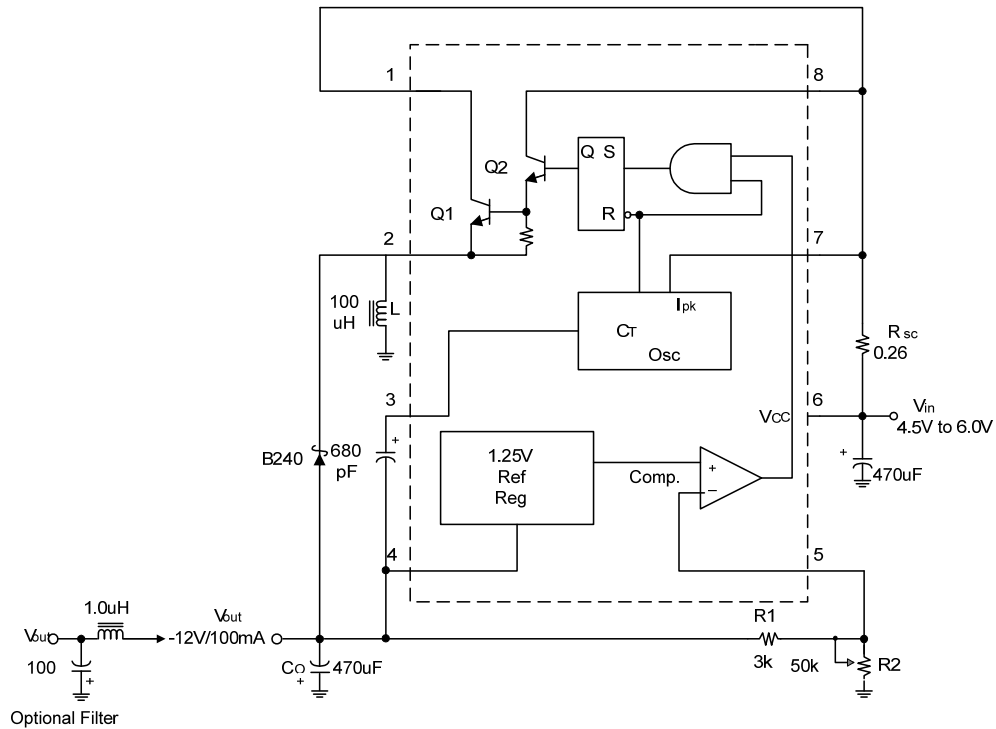 1
8
Q2
Q S
Q1
R
2
7
100
uH
L
Ipk
CT
Osc
Rsc
0.26
3
6
VCC
Vin
4.5V to 6.0V
+
B240
680
pF
1.25V
Ref
Reg
Comp.
+
−
+
470uF
4
5
1.0uH
Vout
R1
Vout
-12V/100mA
100
+
CO
470uF
+
3k
50k
R2
Optional Filter